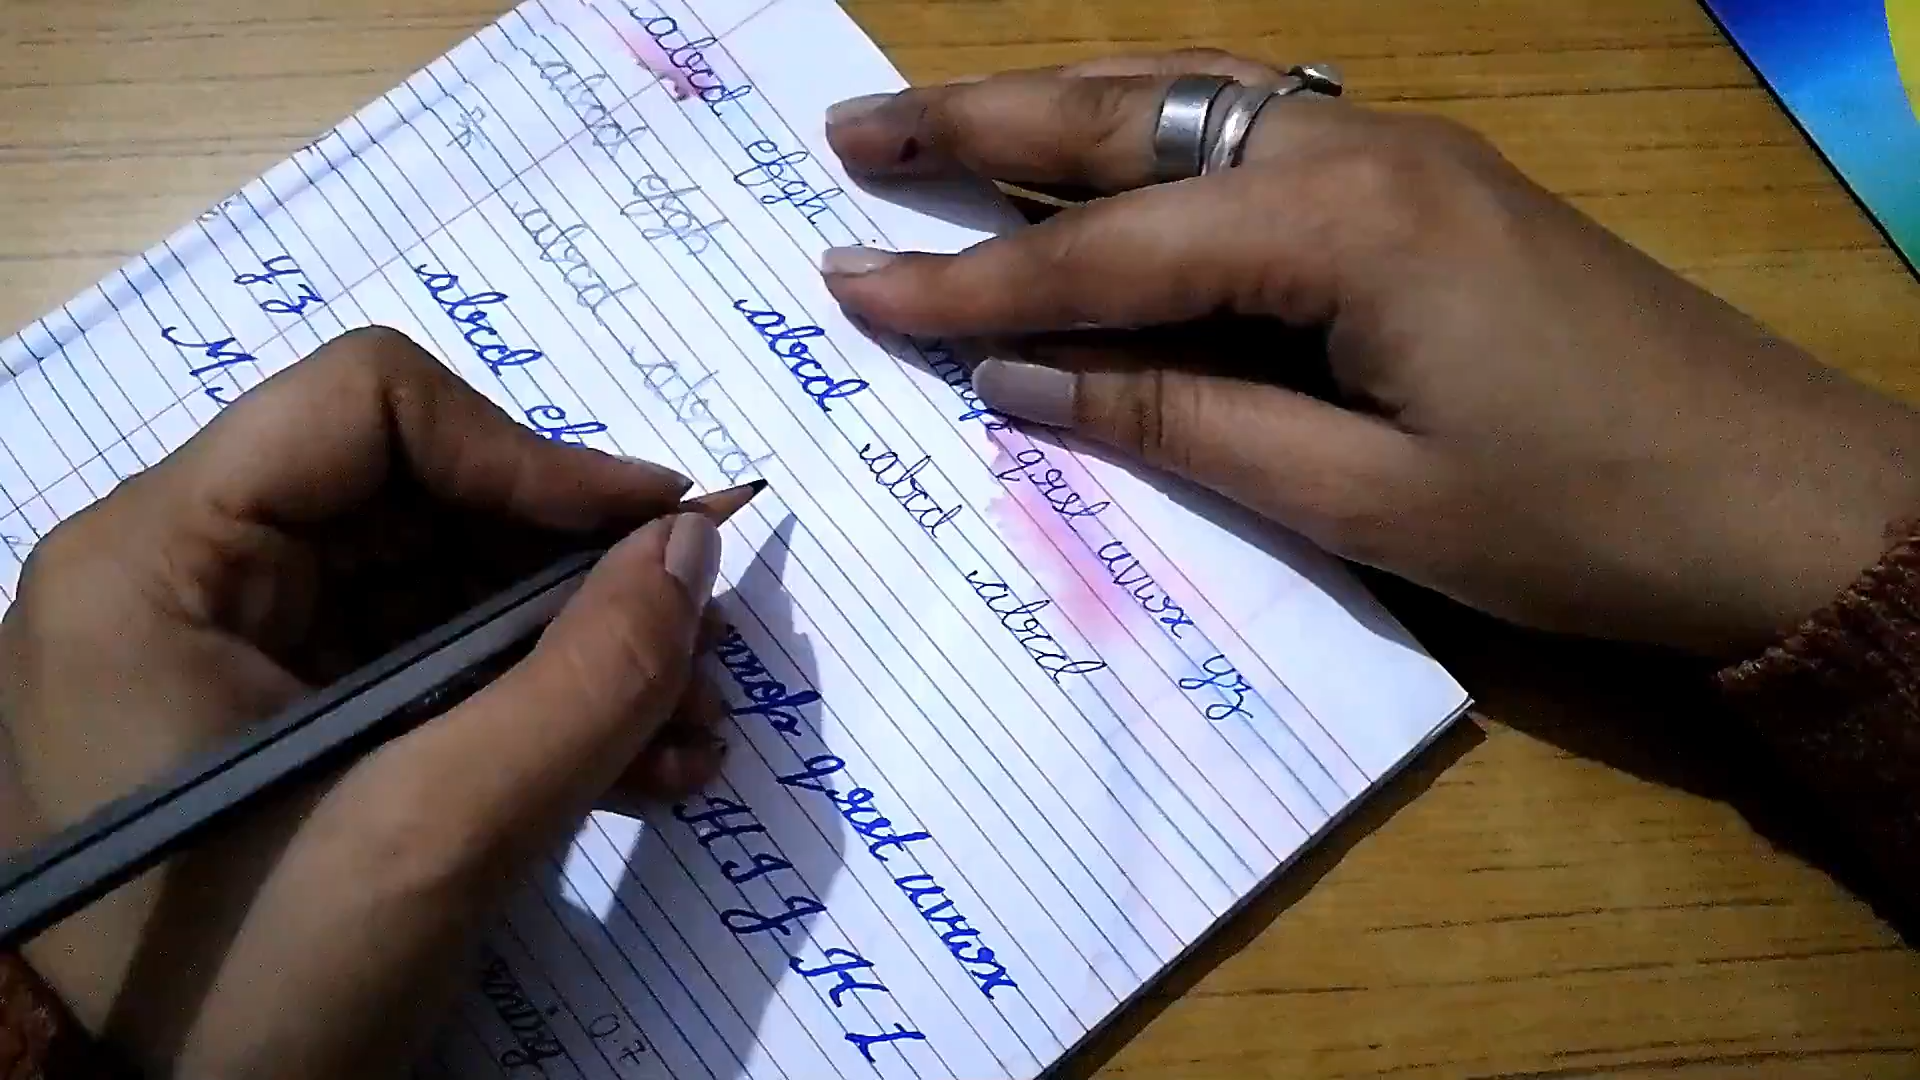 abcd efgh mnop qrst uvwx yz
abcd efgh abcd abcd abcd
abcd abcd
abcd ef mnop qrst uvwx
yz H I J K L
M